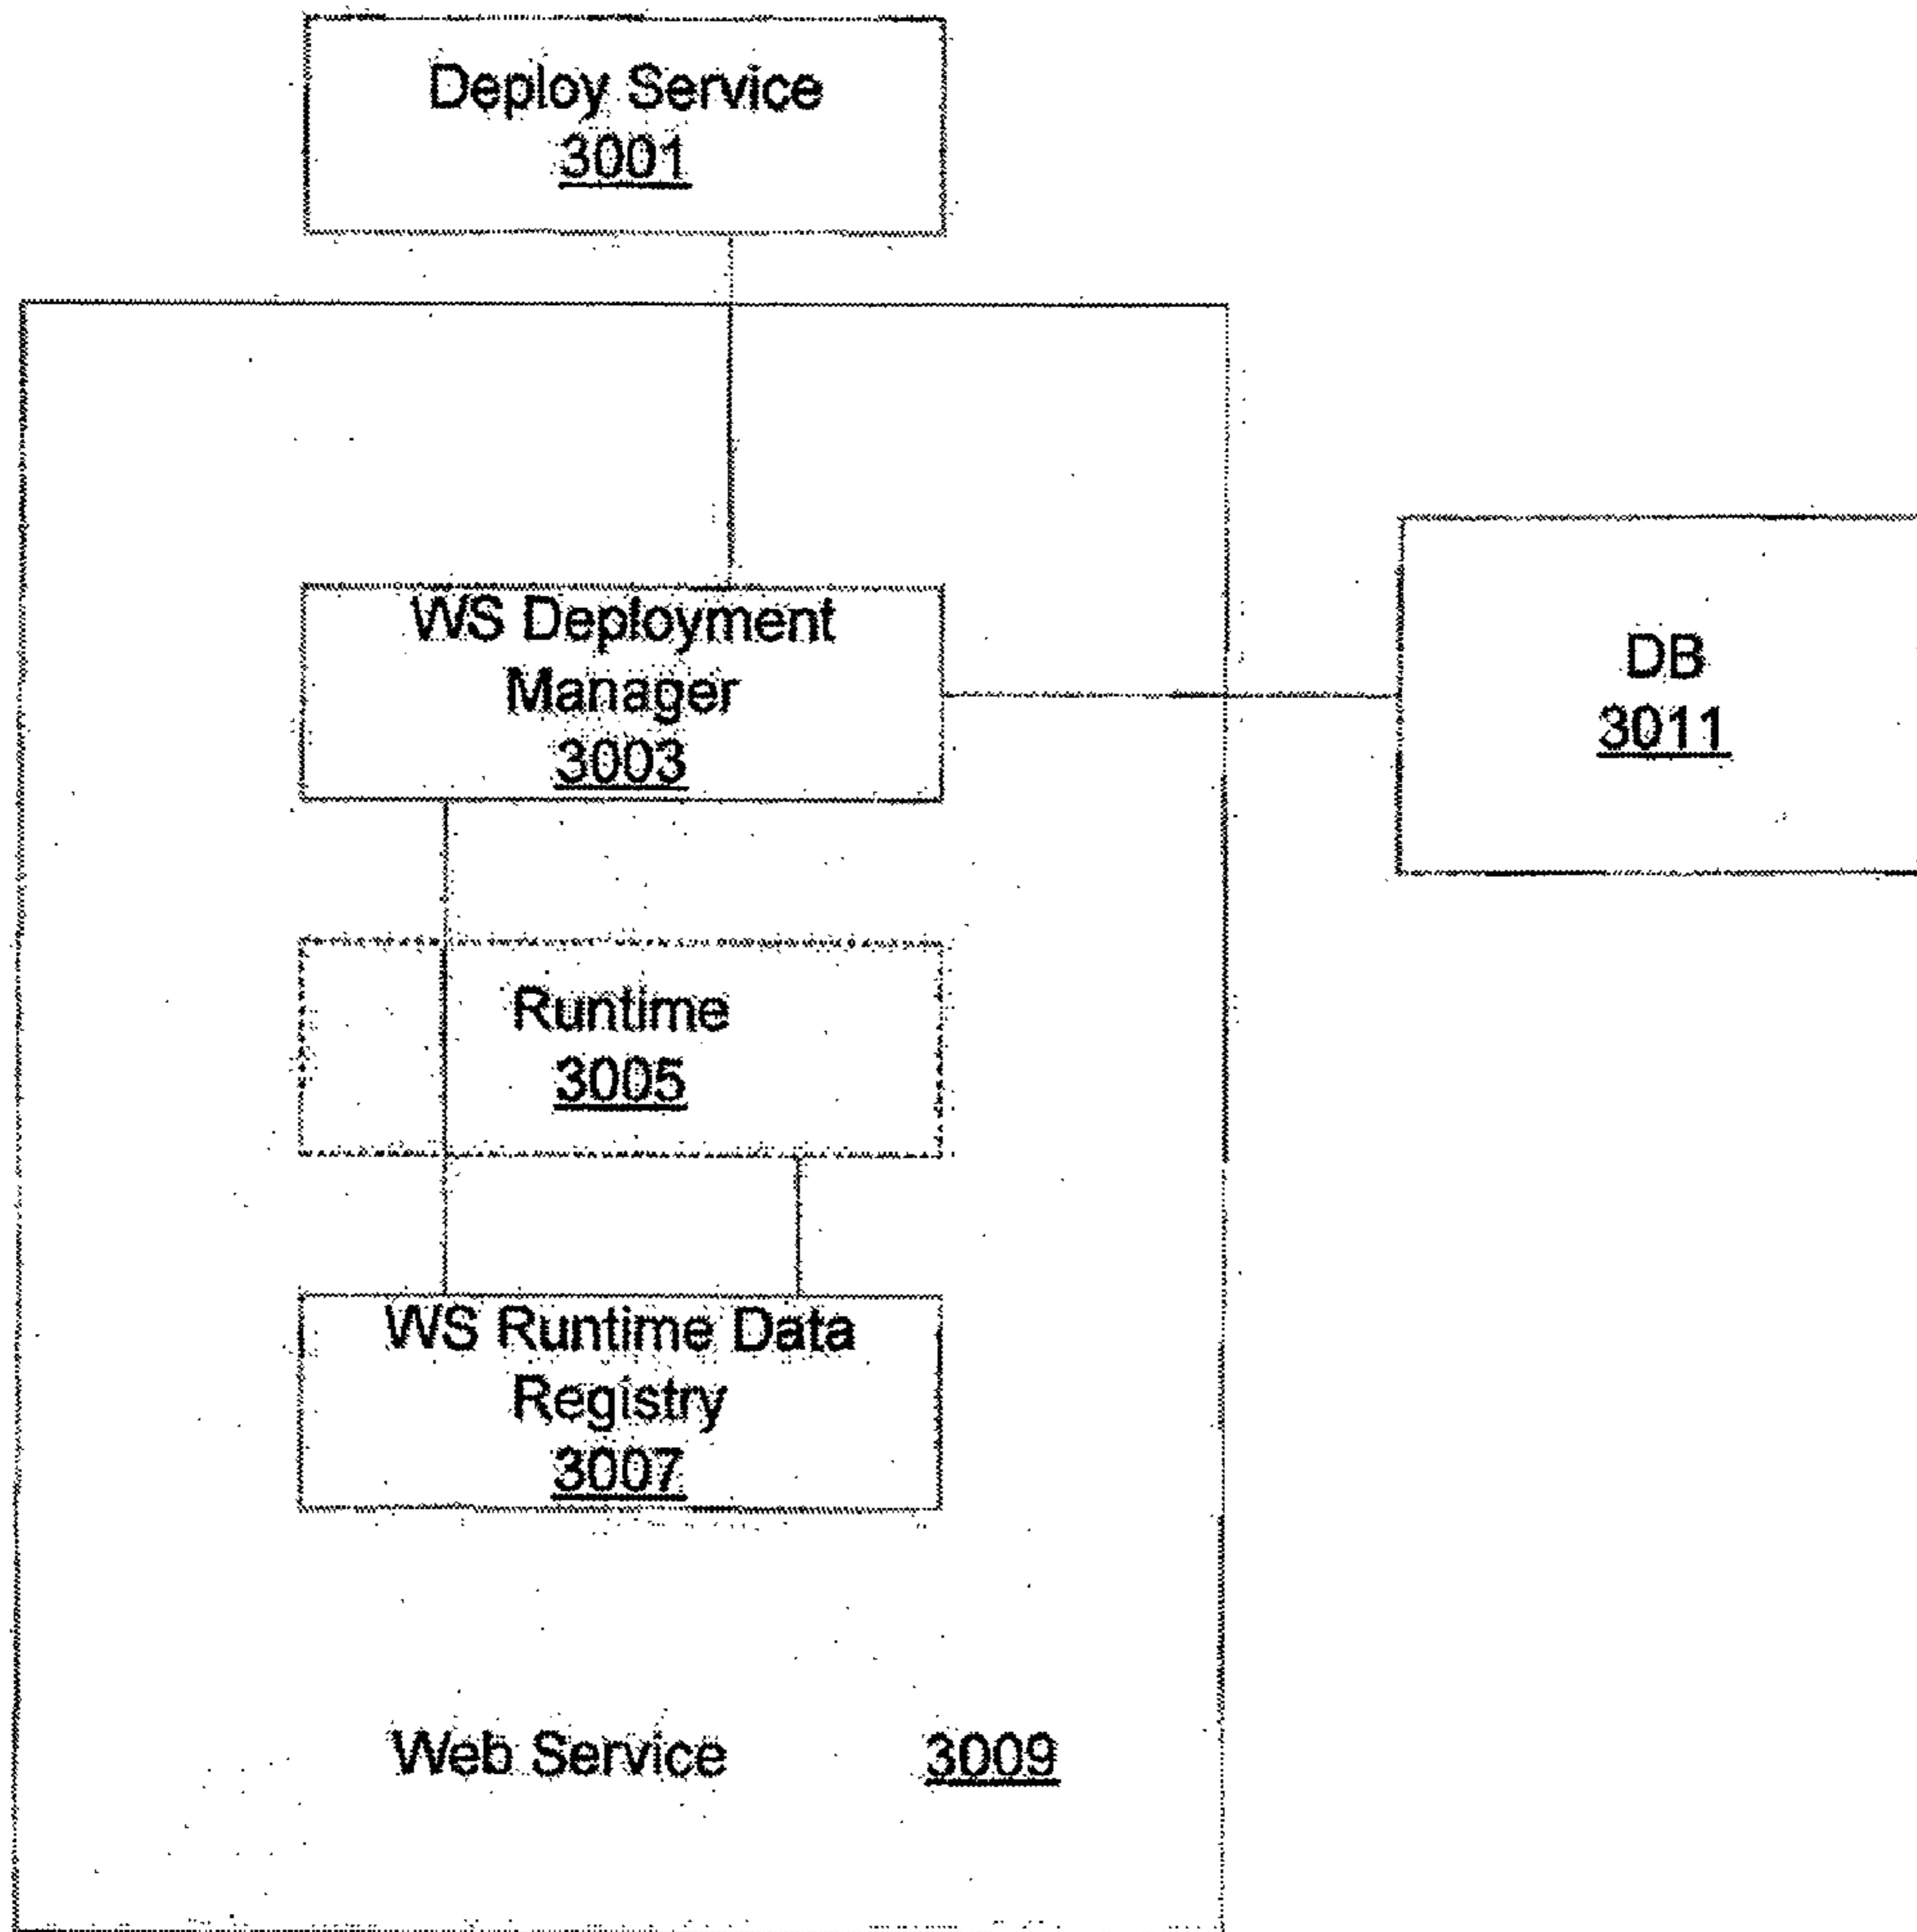 Deploy Service
3001
WS Deployment
Manager
3003
DB
3011
Runtime
3005
WS Runtime Data
Registry
3007
Web Service 3009